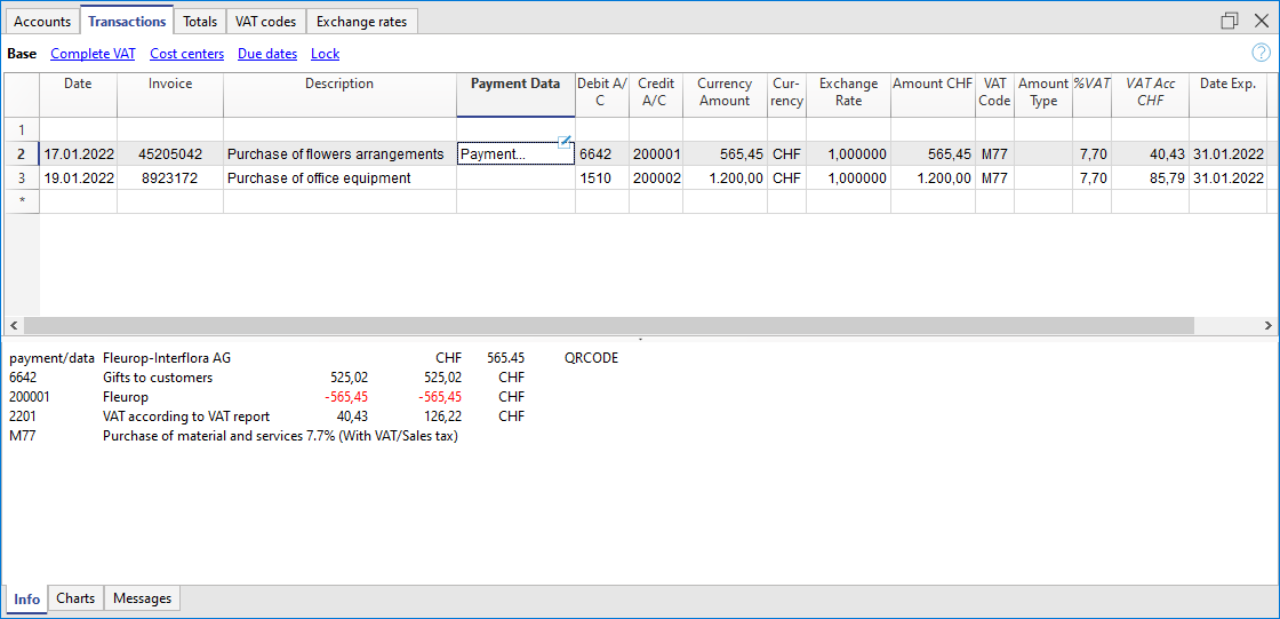 Accounts Transactions Totals VAT codes Exchange rates
Base Complete VAT Cost centers Due dates Lock
Date Invoice Description Payment Data Debit A/ Credit Currency Cur- Exchange Amount CHF VAT Amount %VAT VAT Acc Date Exp.
C A/C Amount rency Rate Code Type CHF
1
2 17.01.2022 45205042 Purchase of flowers arrangements Payment... 6642 200001 565,45 CHF 1,000000 565,45 M77 7,70 40,43 31.01.2022
3 19.01.2022 8923172 Purchase of office equipment 1510 200002 1.200,00 CHF 1,000000 1.200,00 M77 7,70 85,79 31.01.2022
*
payment/data Fleurop-Interflora AG CHF 565.45 QRCODE
6642 Gifts to customers 525,02 525,02 CHF
200001 Fleurop -565,45 -565,45 CHF
2201 VAT according to VAT report 40,43 126,22 CHF
M77 Purchase of material and services 7.7% (With VAT/Sales tax)
Info Charts Messages